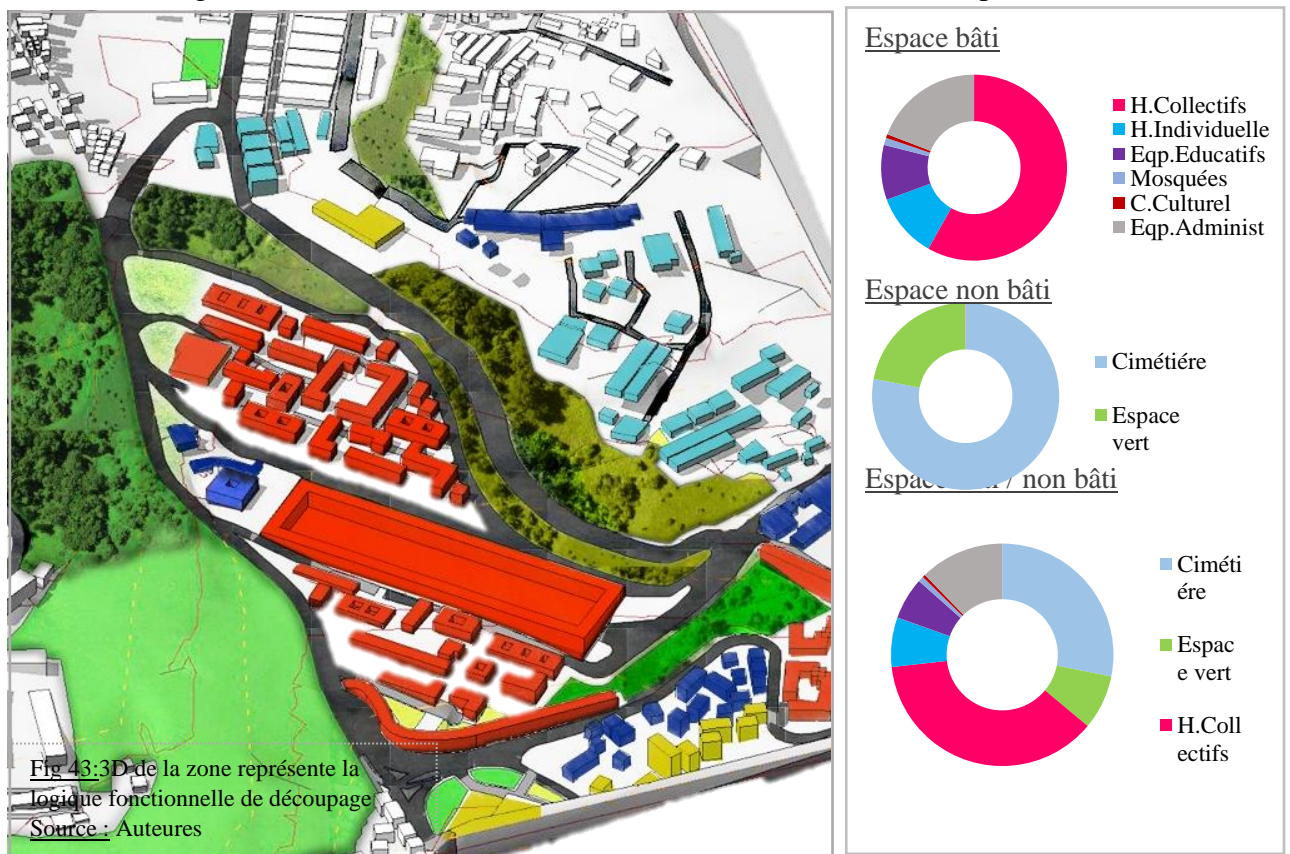 Fig 43:3D de la zone représente la
logique fonctionnelle de découpage
Source : Auteures
Espace bâti
H.Collectifs
H.Individuelle
Eqp.Educatifs
Mosquées
C.Culturel
Eqp.Administ
Espace non bâti
Cimétiére
Espace
vert
Espace bâti / non bâti
Ciméti
ére
Espac
e vert
H.Coll
ectifs